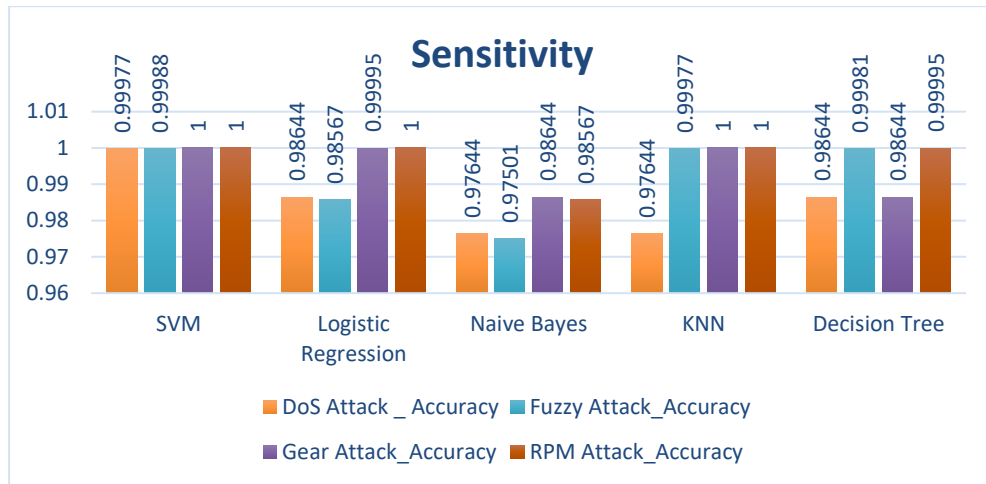 Sensitivity
0.99977
0.99988
1
1
0.98644
0.98567
0.99995
1
0.97644
0.97501
0.98644
0.98567
0.97644
0.99977
1
1
0.98644
0.99981
0.98644
0.99995
1.01
1
0.99
0.98
0.97
0.96
SVM
Logistic
Regression
Naive Bayes
KNN
Decision Tree
DoS Attack _ Accuracy
Fuzzy Attack_Accuracy
Gear Attack_Accuracy
RPM Attack_Accuracy